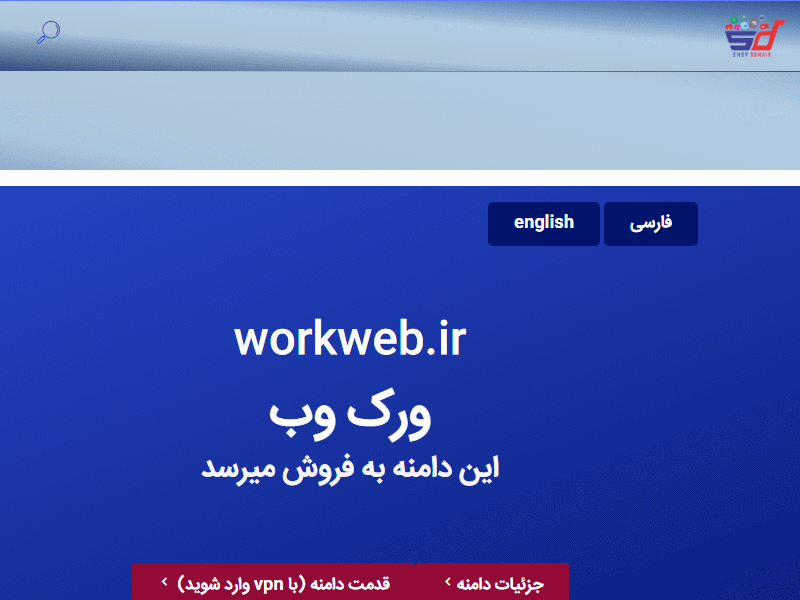 SHOP DOMAIN
فارسی
english
workweb.ir
ورک وب
این دامنه به فروش میرسد
جزئیات دامنه
قدمت دامنه (با vpn وارد شوید)